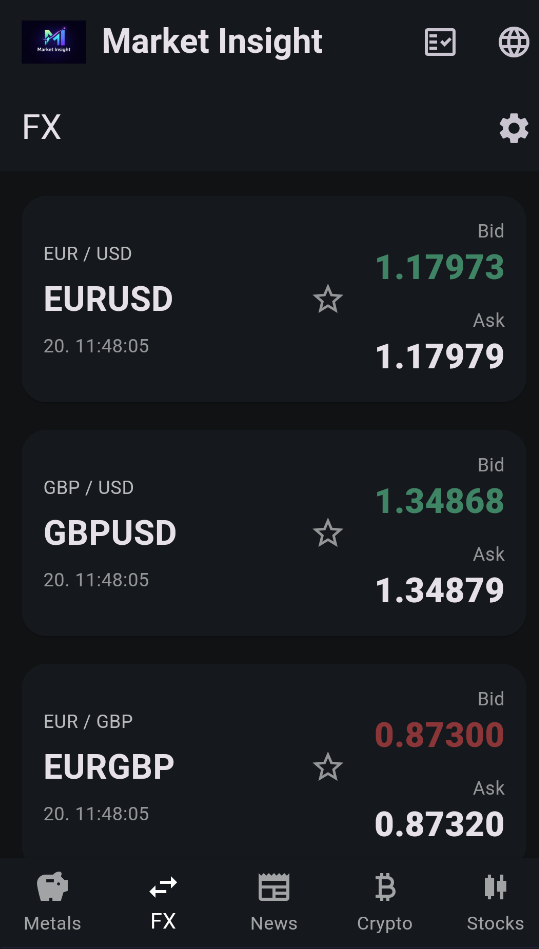 Market Insight
Market Insight
FX
EUR / USD
EURUSD
20. 11:48:05
Bid
1.17973
Ask
1.17979
GBP / USD
GBPUSD
20. 11:48:05
Bid
1.34868
Ask
1.34879
EUR / GBP
EURGBP
20. 11:48:05
Bid
0.87300
Ask
0.87320
Metals
FX
News
Crypto
Stocks